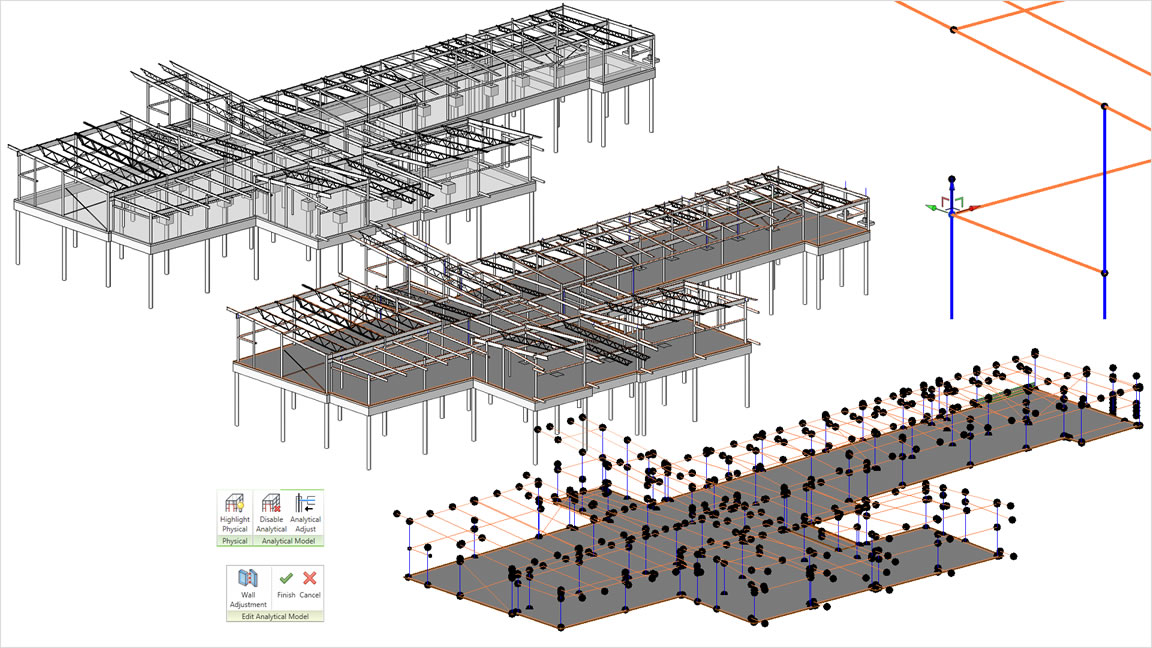 Highlight Disable Analytical
Physical Analytical Adjust
Physical Analytical Model
Wall Finish Cancel
Adjustment
Edit Analytical Model